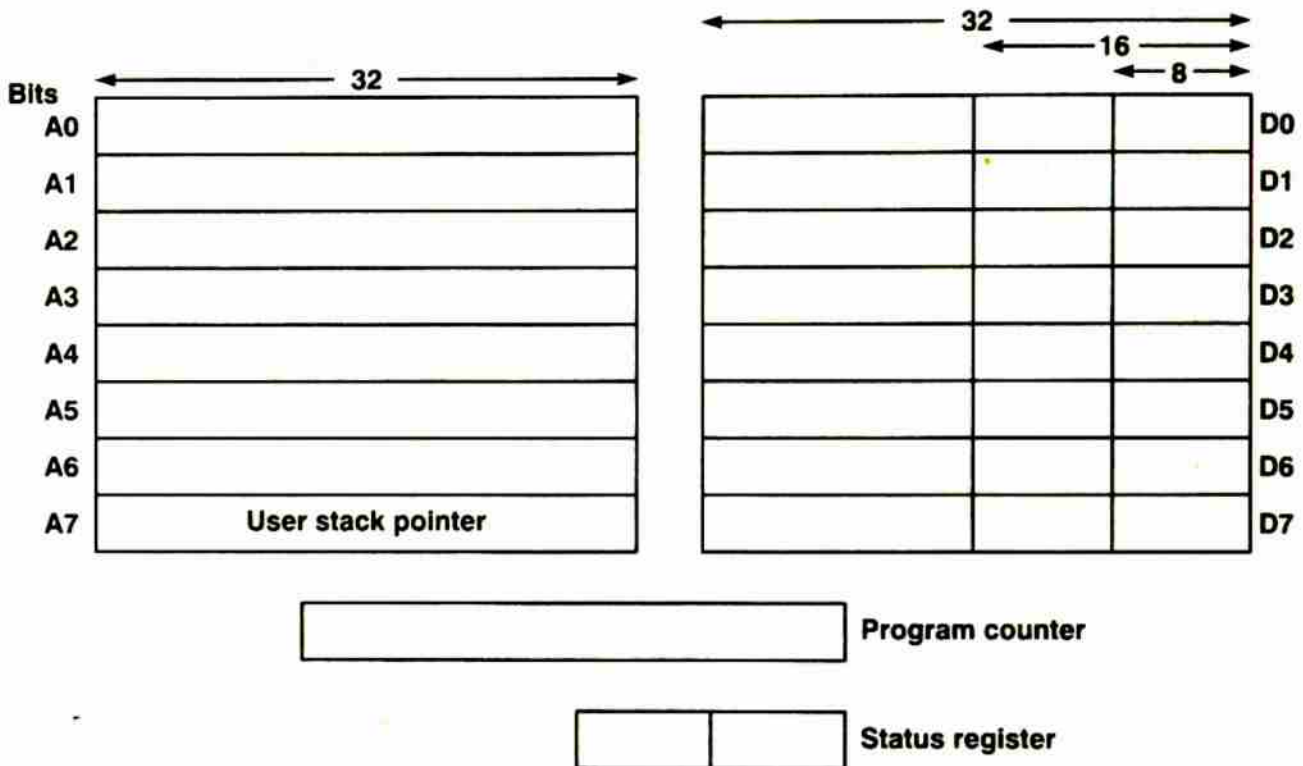 32
16
8
Bits
32
A0
A1
A2
A3
A4
A5
A6
A7 User stack pointer
D0
D1
D2
D3
D4
D5
D6
D7
Program counter
Status register